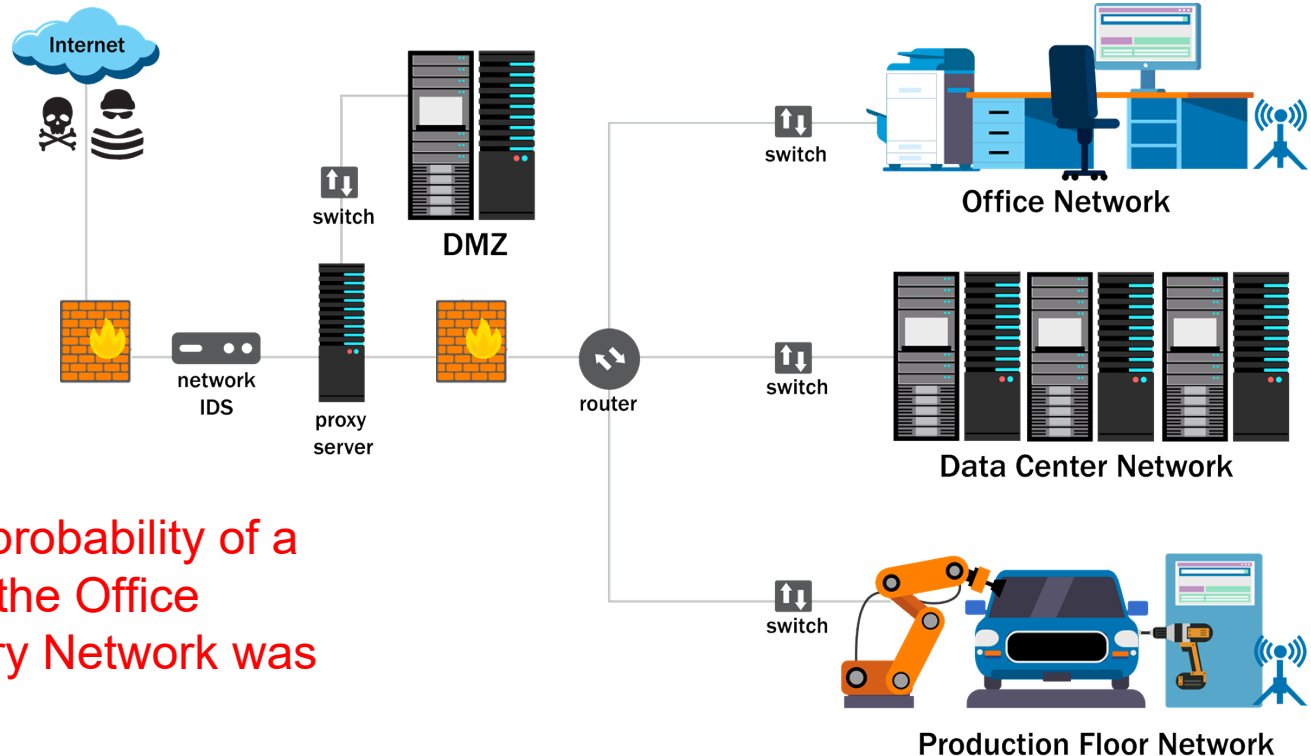 Internet
switch
DMZ
network
IDS
proxy
server
router
switch
Office Network
switch
Data Center Network
switch
Production Floor Network
probability of a
the Office
ry Network was